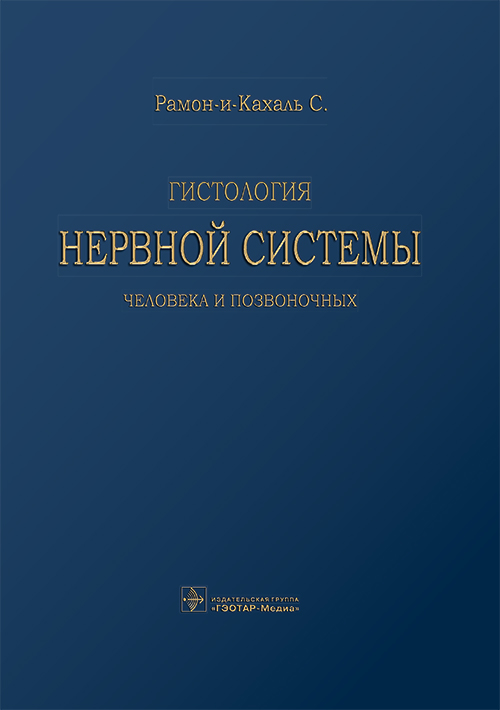 Рамон-и-Кахаль С.
ГИСТОЛОГИЯ
НЕРВНОЙ СИСТЕМЫ
ЧЕЛОВЕКА И ПОЗВОНОЧНЫХ
ИЗДАТЕЛЬСКАЯ ГРУППА
«ГЭОТАР-Медиа»